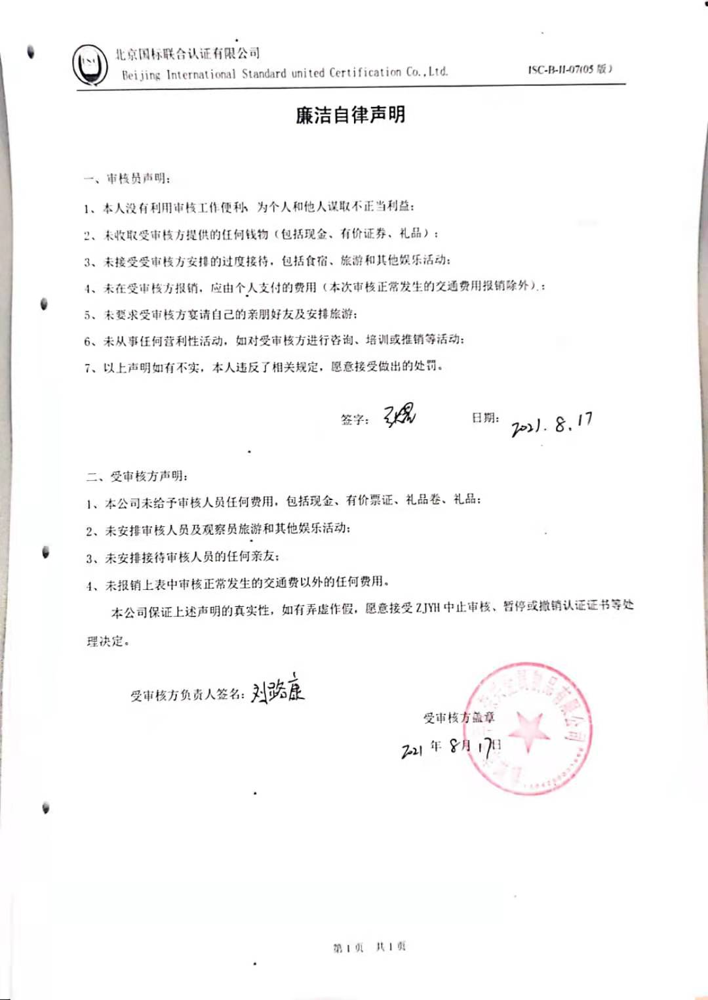 北京国标联合认证有限公司
Beijing International Standard united Certification Co.,Ltd.
ISC-B-II-07(05 版)
廉洁自律声明
一、审核员声明:
1、本人没有利用审核工作便利、为个人和他人谋取不正当利益;
2、未收取受审核方提供的任何钱物(包括现金、有价证券、礼品);
3、未接受受审核方安排的过度接待,包括食宿、旅游和其他娱乐活动;
4、未在受审核方报销,应由个人支付的费用(本次审核正常发生的交通费用报销除外).;
5、未要求受审核方宴请自己的亲朋好友及安排旅游;
6、未从事任何营利性活动,如对受审核方进行咨询、培训或推销等活动;
7、以上声明如有不实,本人违反了相关规定,愿意接受做出的处罚。
签字: 日期: 2021.8.17
二、受审核方声明:
1、本公司未给予审核人员任何费用,包括现金、有价票证、礼品卷、礼品;
2、未安排审核人员及观察员旅游和其他娱乐活动;
3、未安排接待审核人员的任何亲友;
4、未报销上表中审核正常发生的交通费以外的任何费用。
本公司保证上述声明的真实性,如有弄虚作假,愿意接受 ZJYH 中止审核、暂停或撤销认证证书等处
理决定。
受审核方负责人签名: 刘路康
受审核方盖章
2021 年 8月 17日
金属制品有限公司
第 1 页 共 1 页